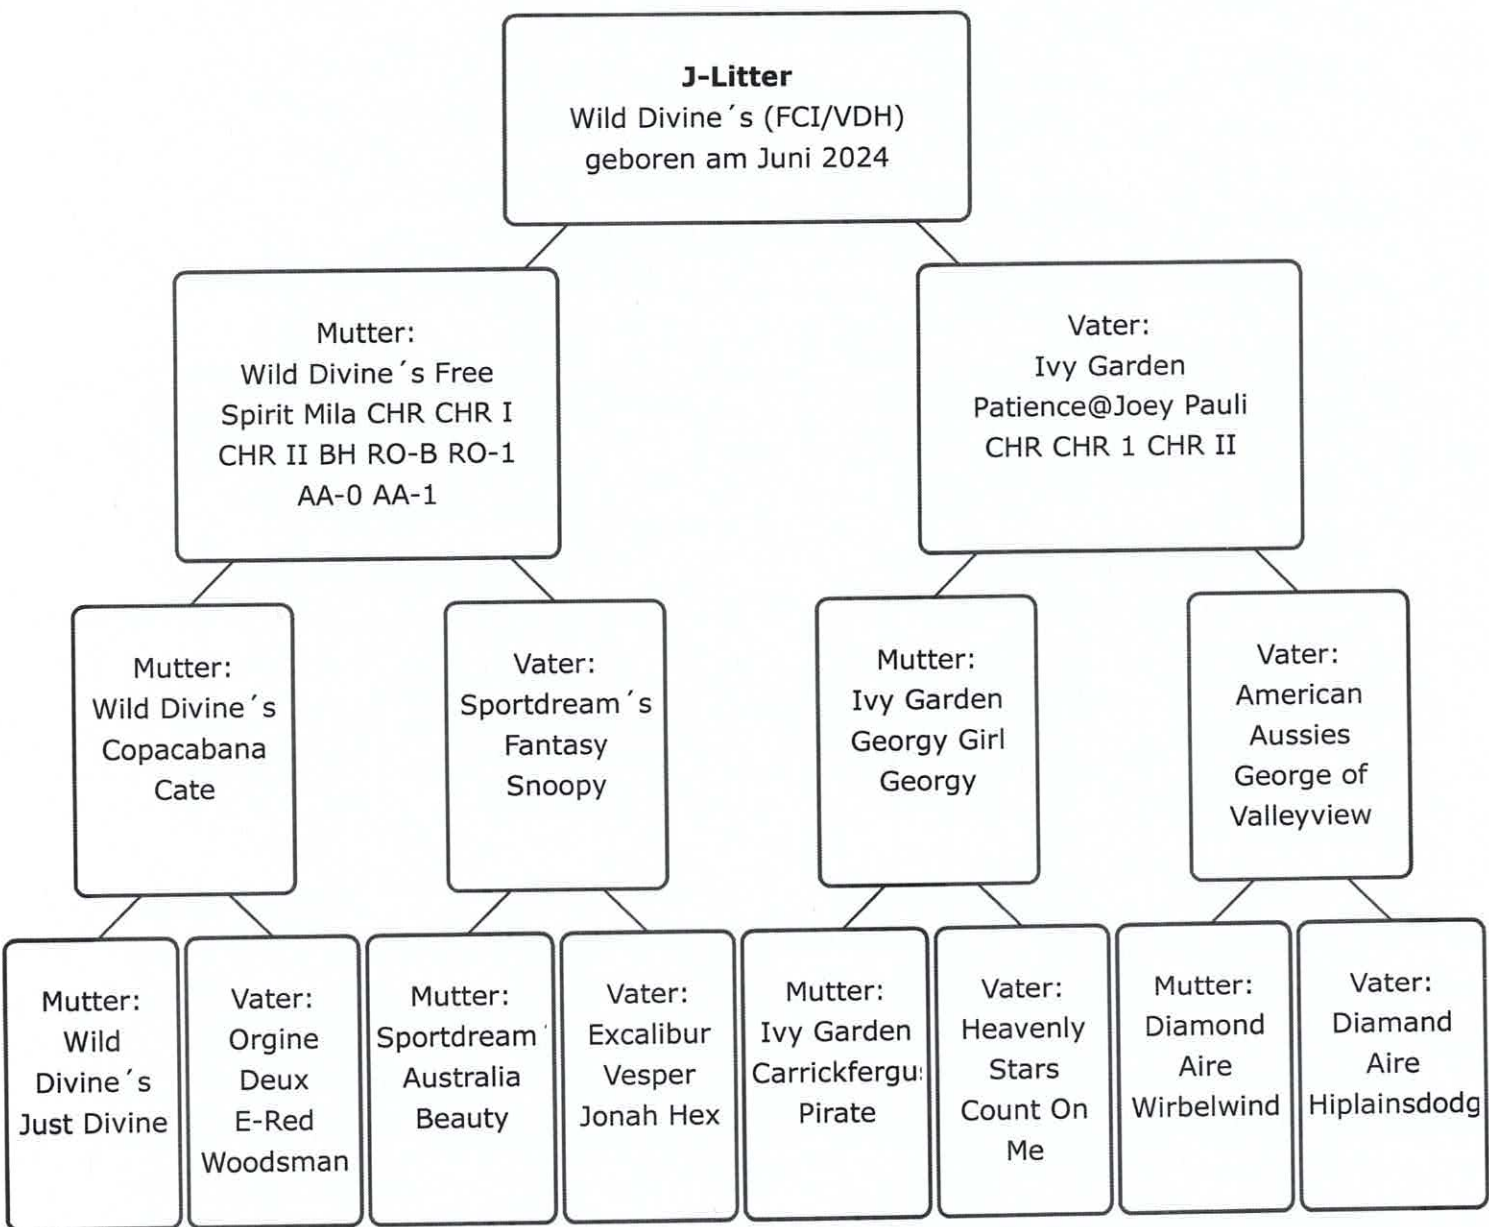 J-Litter
Wild Divine´s (FCI/VDH)
geboren am Juni 2024
Mutter:
Wild Divine´s Free
Spirit Mila CHR CHR I
CHR II BH RO-B RO-1
AA-0 AA-1
Vater:
Ivy Garden
Patience@Joey Pauli
CHR CHR 1 CHR II
Mutter:
Wild Divine´s
Copacabana
Cate
Vater:
Sportdream´s
Fantasy
Snoopy
Mutter:
Ivy Garden
Georgy Girl
Georgy
Vater:
American
Aussies
George of
Valleyview
Mutter:
Wild
Divine´s
Just Divine
Vater:
Orgine
Deux
E-Red
Woodsman
Mutter:
Sportdream´
Australia
Beauty
Vater:
Excalibur
Vesper
Jonah Hex
Mutter:
Ivy Garden
Carrickfergu
Pirate
Vater:
Heavenly
Stars
Count On
Me
Mutter:
Diamond
Aire
Wirbelwind
Vater:
Diamand
Aire
Hiplainsdodg